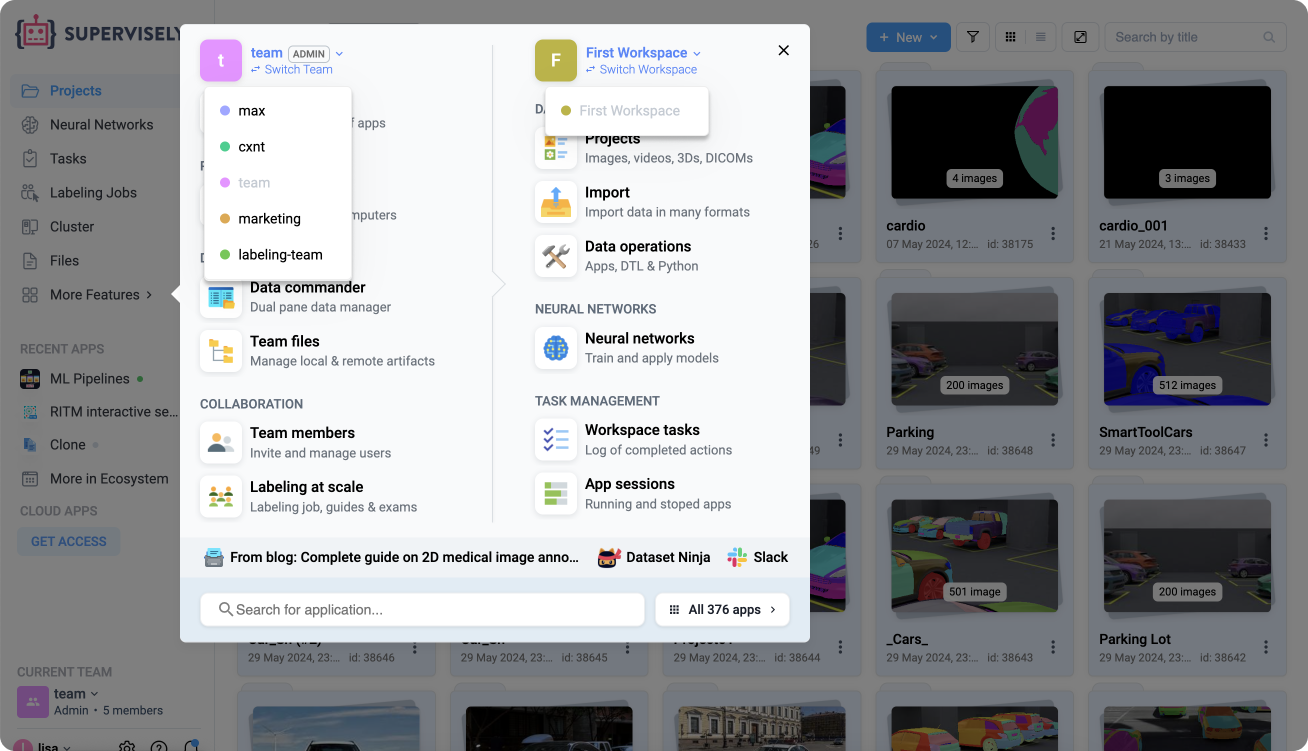 SUPERVISELY
Projects
Neural Networks
Tasks
Labeling Jobs
Cluster
Files
More Features
RECENT APPS
ML Pipelines
RITM interactive se...
Clone
More in Ecosystem
CLOUD APPS
GET ACCESS
CURRENT TEAM
team
Admin • 5 members
lisa
t
team ADMIN
Switch Team
max
cxnt
team
marketing
labeling-team
f apps
mputers
Data commander
Dual pane data manager
Team files
Manage local & remote artifacts
COLLABORATION
Team members
Invite and manage users
Labeling at scale
Labeling job, guides & exams
F
First Workspace
Switch Workspace
First Workspace
Projects
Images, videos, 3Ds, DICOMs
Import
Import data in many formats
Data operations
Apps, DTL & Python
NEURAL NETWORKS
Neural networks
Train and apply models
TASK MANAGEMENT
Workspace tasks
Log of completed actions
App sessions
Running and stoped apps
From blog: Complete guide on 2D medical image anno...
Dataset Ninja
Slack
Search for application...
All 376 apps
+ New
Search by title
4 images
cardio
07 May 2024, 12:... id: 38175
3 images
cardio_001
21 May 2024, 13:... id: 38433
200 images
Parking
29 May 2024, 23:... id: 38648
512 images
SmartToolCars
29 May 2024, 23:... id: 38647
501 image
_Cars_
29 May 2024, 23:... id: 38643
200 images
Parking Lot
29 May 2024, 23:... id: 38642
29 May 2024, 23:... id: 38646
29 May 2024, 23:... id: 38645
29 May 2024, 23:... id: 38644